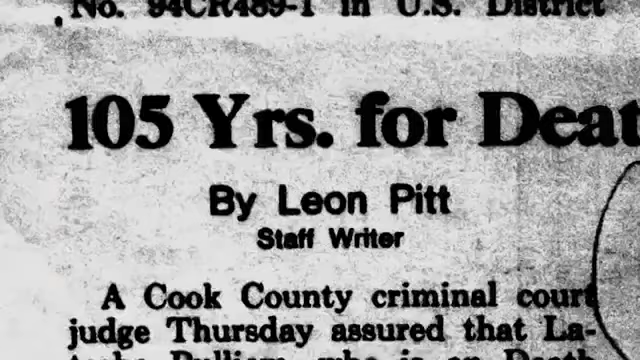 No. 94CR489-1 in U.S. District
105 Yrs. for Deat
By Leon Pitt
Staff Writer
A Cook County criminal court
judge Thursday assured that La-